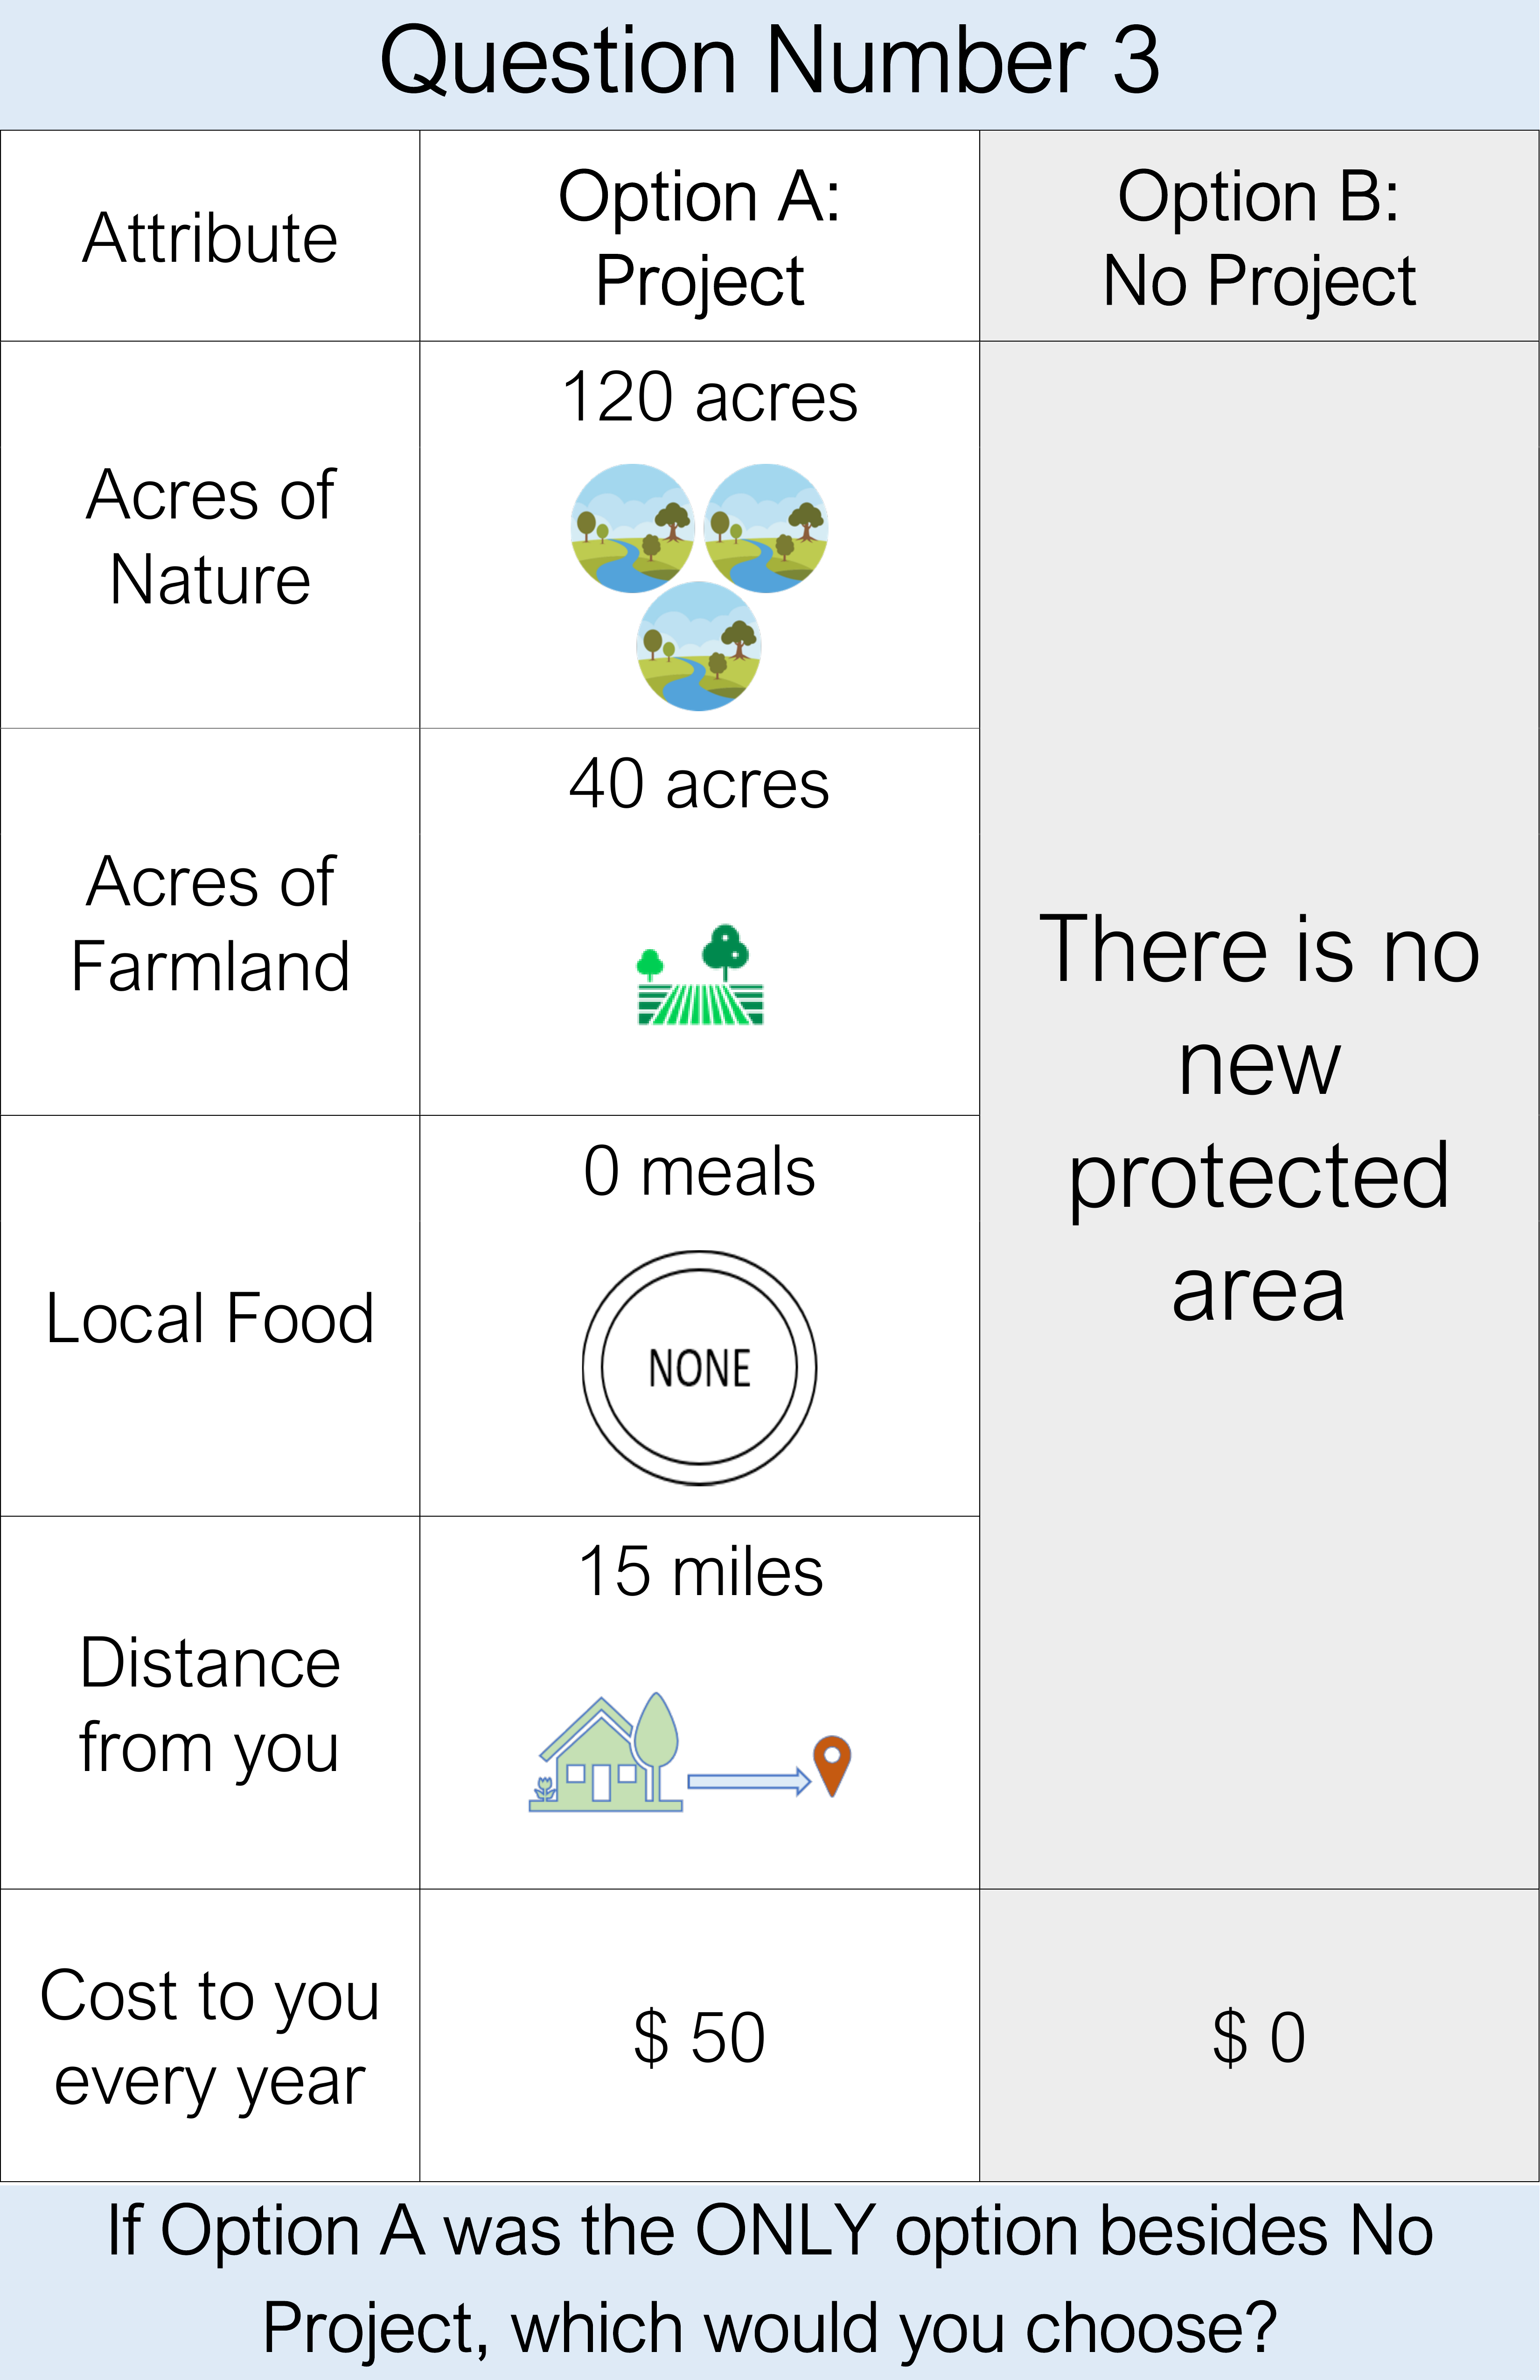 Question Number 3
Attribute
Option A:
Project
Option B:
No Project
Acres of
Nature
120 acres
Acres of
Farmland
40 acres
There is no
new
protected
area
Local Food
0 meals
NONE
Distance
from you
15 miles
Cost to you
every year
$ 50
$ 0
If Option A was the ONLY option besides No
Project, which would you choose?